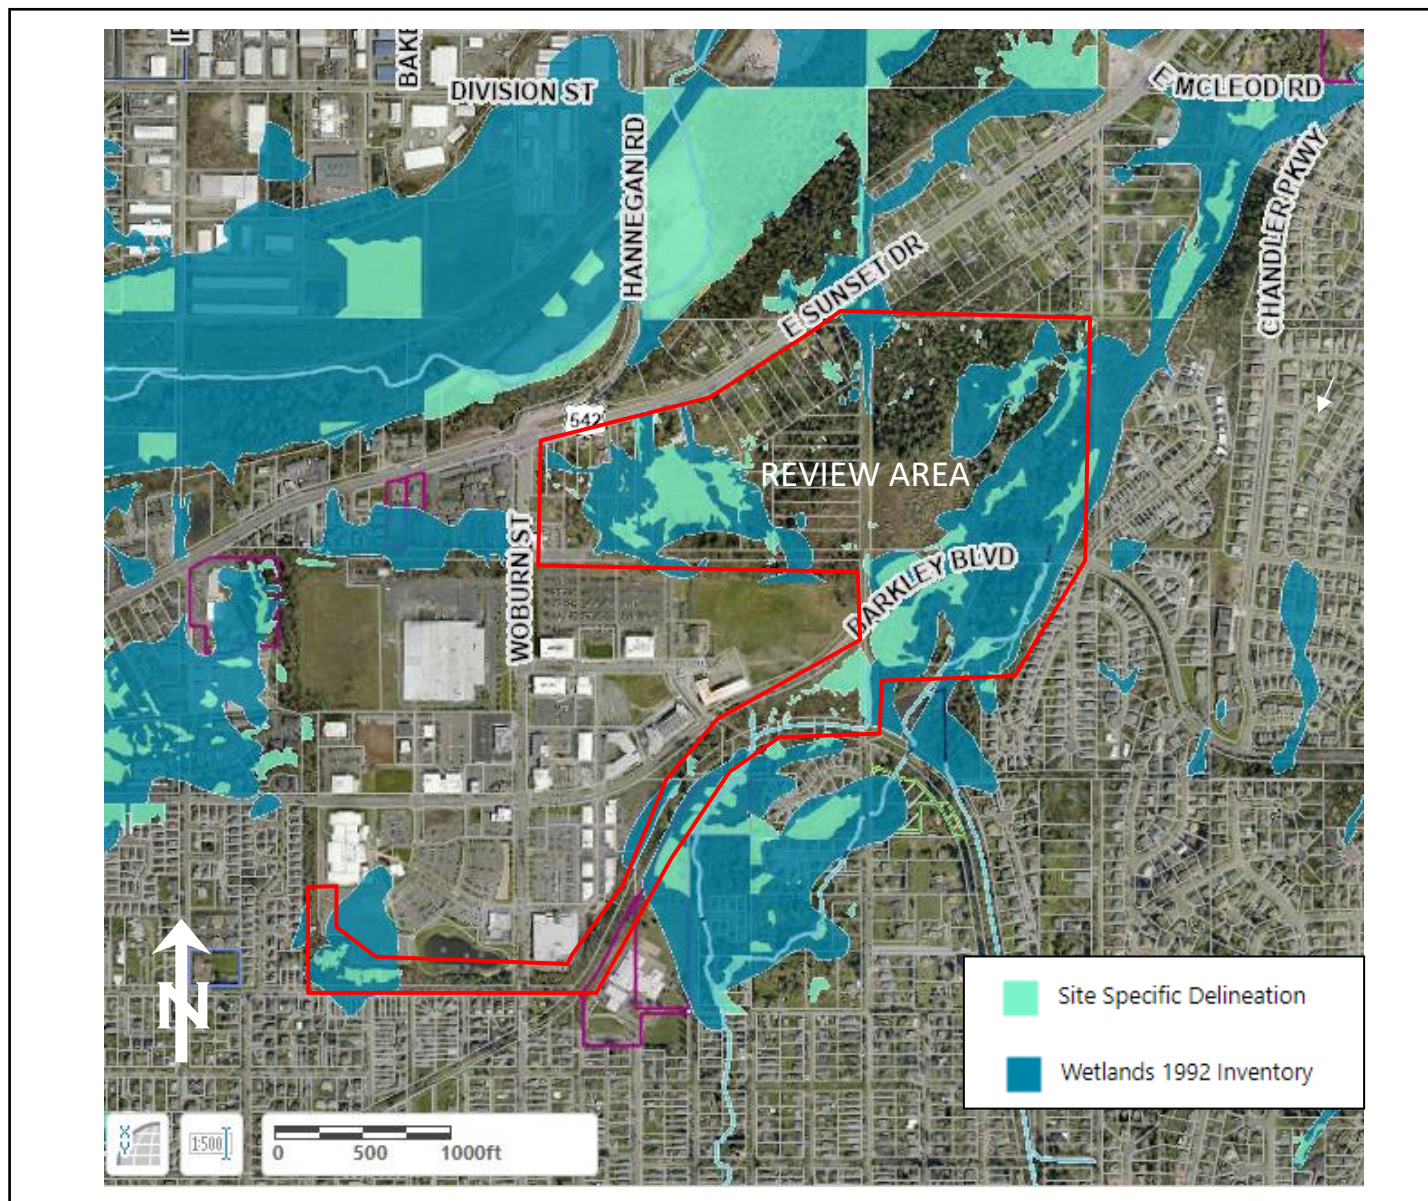 BAKE
DIVISION ST
E MCLEOD RD
HANNEGAN RD
CHANDLER PKWY
E SUNSET DR
542
REVIEW AREA
WOBURN ST
BARKLEY BLVD
N
Site Specific Delineation
Wetlands 1992 Inventory
X Y
1:500
0 500 1000ft